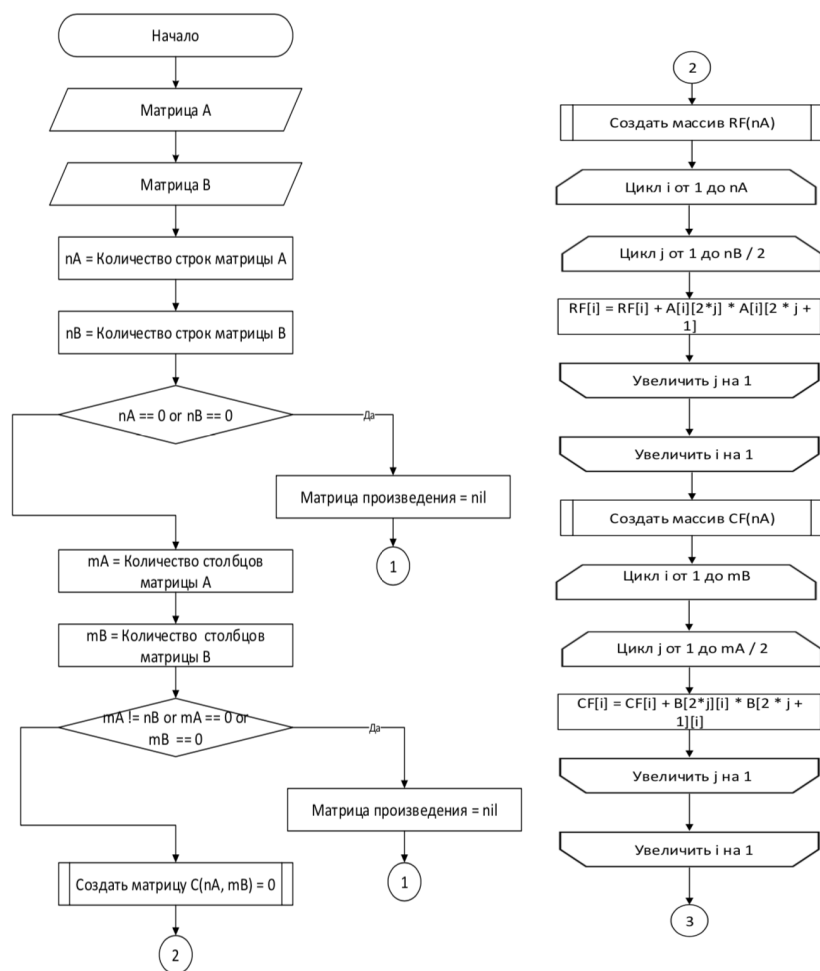 Начало
Матрица A
Матрица B
nA = Количество строк матрицы A
nB = Количество строк матрицы B
nA == 0 or nB == 0
Да
Матрица произведения = nil
1
mA = Количество столбцов
матрицы A
mB = Количество столбцов
матрицы B
mA != nB or mA == 0 or
mB == 0
Да
Матрица произведения = nil
1
Создать матрицу C(nA, mB) = 0
2
2
Создать массив RF(nA)
Цикл i от 1 до nA
Цикл j от 1 до nB / 2
RF[i] = RF[i] + A[i][2*j] * A[i][2 * j +
1]
Увеличить j на 1
Увеличить i на 1
Создать массив CF(nA)
Цикл i от 1 до mB
Цикл j от 1 до mA / 2
CF[i] = CF[i] + B[2*j][i] * B[2 * j +
1][i]
Увеличить j на 1
Увеличить i на 1
3